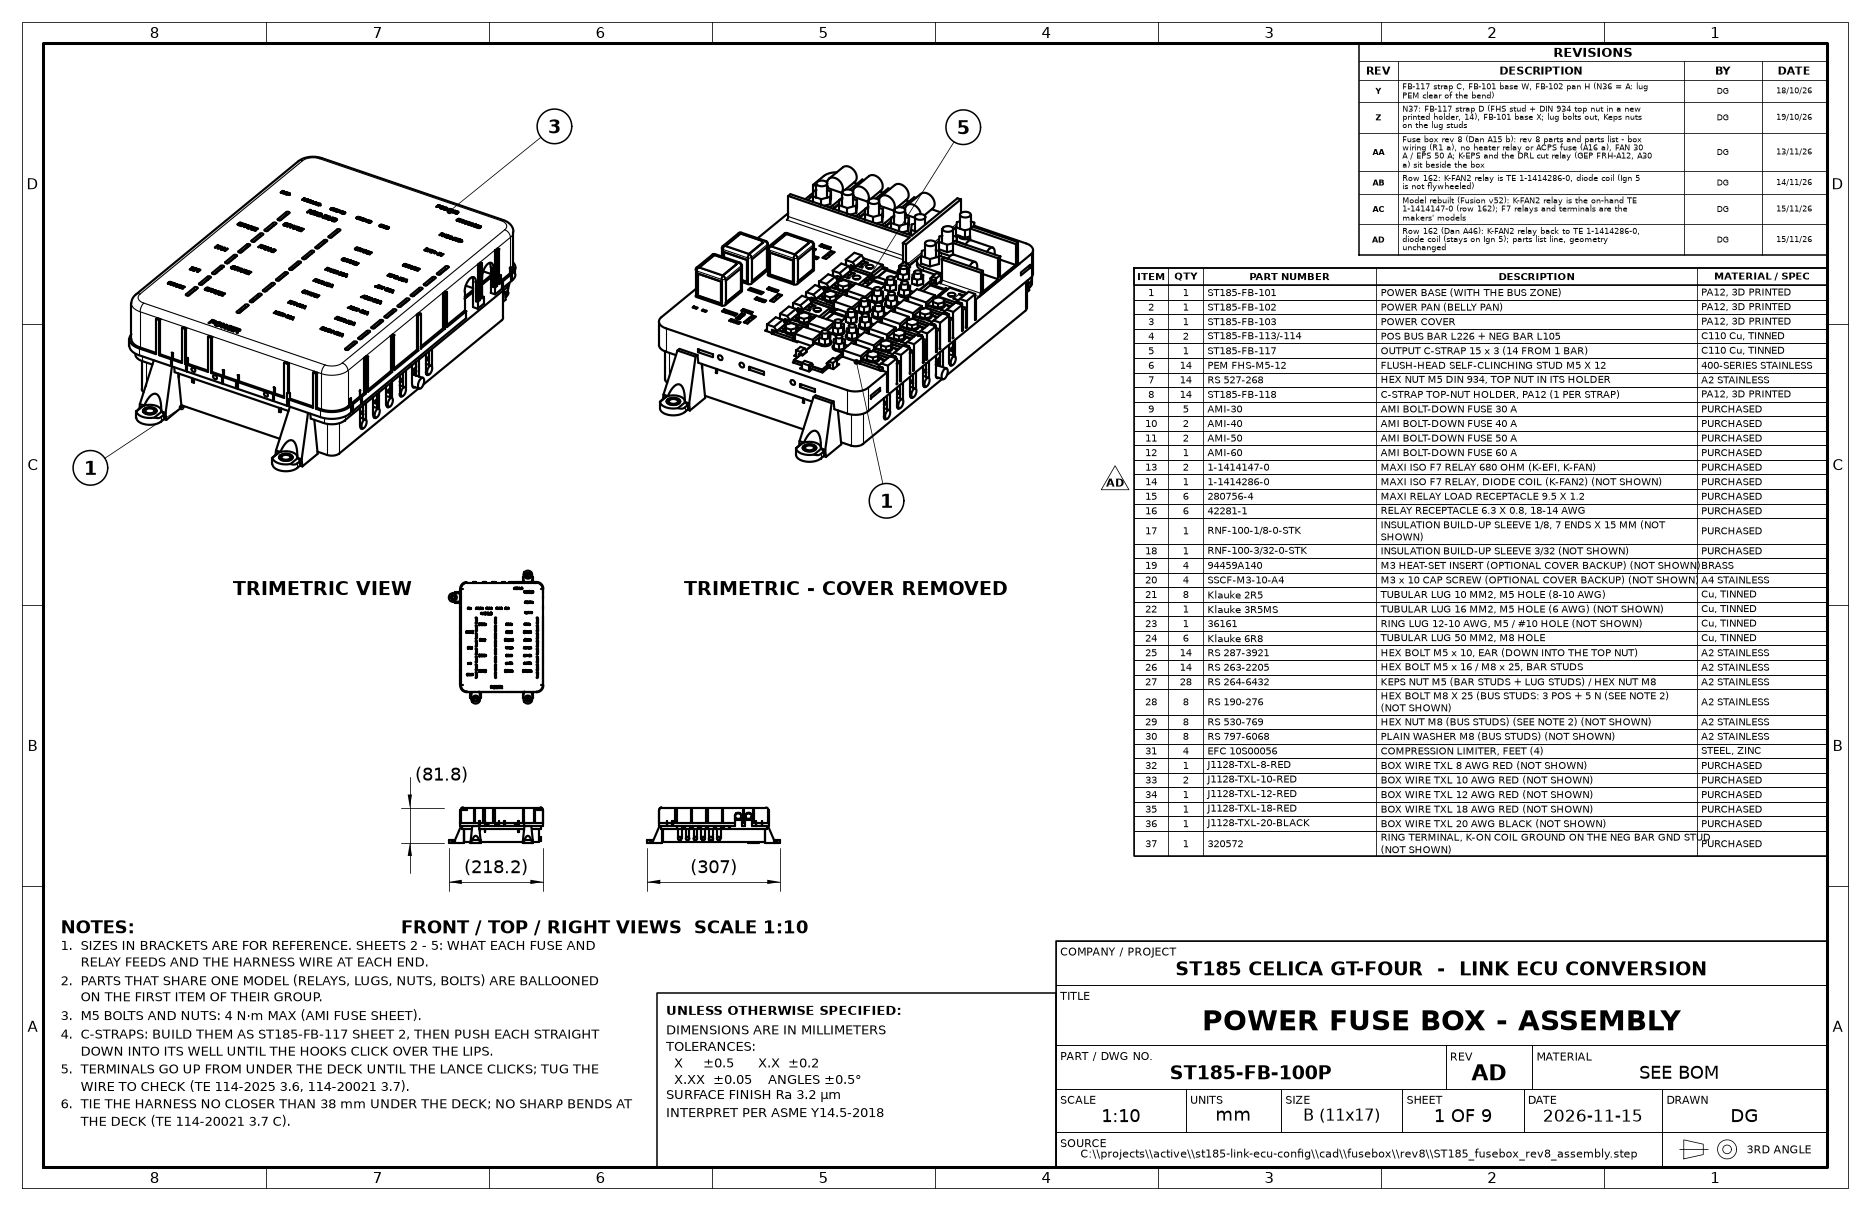 8 7 6 5 4 3 2 1
D
C
B
A
D
C
B
A
3
1
5
1
TRIMETRIC VIEW
TRIMETRIC - COVER REMOVED
(81.8)
(218.2)
(307)
FRONT / TOP / RIGHT VIEWS  SCALE 1:10
REVISIONS
REV DESCRIPTION BY DATE
Y FB-117 strap C, FB-101 base W, FB-102 pan H (N36 = A: lug
PEM clear of the bend) DG 18/10/26
Z N37: FB-117 strap D (FHS stud + DIN 934 top nut in a new
printed holder, 14), FB-101 base X; lug bolts out, Keps nuts
on the lug studs DG 19/10/26
AA Fuse box rev 8 (Dan A15 b): rev 8 parts and parts list - box
wiring (R1 a), no heater relay or ACPS fuse (A16 a), FAN 30
A / EPS 50 A; K-EPS and the DRL cut relay (GEP FRH-A12, A30
a) sit beside the box DG 13/11/26
AB Row 162: K-FAN2 relay is TE 1-1414286-0, diode coil (Ign 5
is not flywheeled) DG 14/11/26
AC Model rebuilt (Fusion v52): K-FAN2 relay is the on-hand TE
1-1414147-0 (row 162); F7 relays and terminals are the
makers' models DG 15/11/26
AD Row 162 (Dan A46): K-FAN2 relay back to TE 1-1414286-0,
diode coil (stays on Ign 5); parts list line, geometry
unchanged DG 15/11/26
ITEM QTY PART NUMBER DESCRIPTION MATERIAL / SPEC
1 1 ST185-FB-101 POWER BASE (WITH THE BUS ZONE) PA12, 3D PRINTED
2 1 ST185-FB-102 POWER PAN (BELLY PAN) PA12, 3D PRINTED
3 1 ST185-FB-103 POWER COVER PA12, 3D PRINTED
4 2 ST185-FB-113/-114 POS BUS BAR L226 + NEG BAR L105 C110 Cu, TINNED
5 1 ST185-FB-117 OUTPUT C-STRAP 15 x 3 (14 FROM 1 BAR) C110 Cu, TINNED
6 14 PEM FHS-M5-12 FLUSH-HEAD SELF-CLINCHING STUD M5 X 12 400-SERIES STAINLESS
7 14 RS 527-268 HEX NUT M5 DIN 934, TOP NUT IN ITS HOLDER A2 STAINLESS
8 14 ST185-FB-118 C-STRAP TOP-NUT HOLDER, PA12 (1 PER STRAP) PA12, 3D PRINTED
9 5 AMI-30 AMI BOLT-DOWN FUSE 30 A PURCHASED
10 2 AMI-40 AMI BOLT-DOWN FUSE 40 A PURCHASED
11 2 AMI-50 AMI BOLT-DOWN FUSE 50 A PURCHASED
12 1 AMI-60 AMI BOLT-DOWN FUSE 60 A PURCHASED
13 2 1-1414147-0 MAXI ISO F7 RELAY 680 OHM (K-EFI, K-FAN) PURCHASED
AD
14 1 1-1414286-0 MAXI ISO F7 RELAY, DIODE COIL (K-FAN2) (NOT SHOWN) PURCHASED
15 6 280756-4 MAXI RELAY LOAD RECEPTACLE 9.5 X 1.2 PURCHASED
16 6 42281-1 RELAY RECEPTACLE 6.3 X 0.8, 18-14 AWG PURCHASED
17 1 RNF-100-1/8-0-STK INSULATION BUILD-UP SLEEVE 1/8, 7 ENDS X 15 MM (NOT
SHOWN) PURCHASED
18 1 RNF-100-3/32-0-STK INSULATION BUILD-UP SLEEVE 3/32 (NOT SHOWN) PURCHASED
19 4 94459A140 M3 HEAT-SET INSERT (OPTIONAL COVER BACKUP) (NOT SHOWN) BRASS
20 4 SSCF-M3-10-A4 M3 x 10 CAP SCREW (OPTIONAL COVER BACKUP) (NOT SHOWN) A4 STAINLESS
21 8 Klauke 2R5 TUBULAR LUG 10 MM2, M5 HOLE (8-10 AWG) Cu, TINNED
22 1 Klauke 3R5MS TUBULAR LUG 16 MM2, M5 HOLE (6 AWG) (NOT SHOWN) Cu, TINNED
23 1 36161 RING LUG 12-10 AWG, M5 / #10 HOLE (NOT SHOWN) Cu, TINNED
24 6 Klauke 6R8 TUBULAR LUG 50 MM2, M8 HOLE Cu, TINNED
25 14 RS 287-3921 HEX BOLT M5 x 10, EAR (DOWN INTO THE TOP NUT) A2 STAINLESS
26 14 RS 263-2205 HEX BOLT M5 x 16 / M8 x 25, BAR STUDS A2 STAINLESS
27 28 RS 264-6432 KEPS NUT M5 (BAR STUDS + LUG STUDS) / HEX NUT M8 A2 STAINLESS
28 8 RS 190-276 HEX BOLT M8 X 25 (BUS STUDS: 3 POS + 5 N (SEE NOTE 2)
(NOT SHOWN) A2 STAINLESS
29 8 RS 530-769 HEX NUT M8 (BUS STUDS) (SEE NOTE 2) (NOT SHOWN) A2 STAINLESS
30 8 RS 797-6068 PLAIN WASHER M8 (BUS STUDS) (NOT SHOWN) A2 STAINLESS
31 4 EFC 10S00056 COMPRESSION LIMITER, FEET (4) STEEL, ZINC
32 1 J1128-TXL-8-RED BOX WIRE TXL 8 AWG RED (NOT SHOWN) PURCHASED
33 2 J1128-TXL-10-RED BOX WIRE TXL 10 AWG RED (NOT SHOWN) PURCHASED
34 1 J1128-TXL-12-RED BOX WIRE TXL 12 AWG RED (NOT SHOWN) PURCHASED
35 1 J1128-TXL-18-RED BOX WIRE TXL 18 AWG RED (NOT SHOWN) PURCHASED
36 1 J1128-TXL-20-BLACK BOX WIRE TXL 20 AWG BLACK (NOT SHOWN) PURCHASED
37 1 320572 RING TERMINAL, K-ON COIL GROUND ON THE NEG BAR GND STUD
(NOT SHOWN) PURCHASED
NOTES:
1. SIZES IN BRACKETS ARE FOR REFERENCE. SHEETS 2 - 5: WHAT EACH FUSE AND
RELAY FEEDS AND THE HARNESS WIRE AT EACH END.
2. PARTS THAT SHARE ONE MODEL (RELAYS, LUGS, NUTS, BOLTS) ARE BALLOONED
ON THE FIRST ITEM OF THEIR GROUP.
3. M5 BOLTS AND NUTS: 4 N·m MAX (AMI FUSE SHEET).
4. C-STRAPS: BUILD THEM AS ST185-FB-117 SHEET 2, THEN PUSH EACH STRAIGHT
DOWN INTO ITS WELL UNTIL THE HOOKS CLICK OVER THE LIPS.
5. TERMINALS GO UP FROM UNDER THE DECK UNTIL THE LANCE CLICKS; TUG THE
WIRE TO CHECK (TE 114-2025 3.6, 114-20021 3.7).
6. TIE THE HARNESS NO CLOSER THAN 38 mm UNDER THE DECK; NO SHARP BENDS AT
THE DECK (TE 114-20021 3.7 C).
UNLESS OTHERWISE SPECIFIED:
DIMENSIONS ARE IN MILLIMETERS
TOLERANCES:
X ±0.5 X.X ±0.2
X.XX ±0.05 ANGLES ±0.5°
SURFACE FINISH Ra 3.2 µm
INTERPRET PER ASME Y14.5-2018
COMPANY / PROJECT
ST185 CELICA GT-FOUR  -  LINK ECU CONVERSION
TITLE
POWER FUSE BOX - ASSEMBLY
PART / DWG NO.
ST185-FB-100P
REV
AD
MATERIAL
SEE BOM
SCALE
1:10
UNITS
mm
SIZE
B (11x17)
SHEET
1 OF 9
DATE
2026-11-15
DRAWN
DG
SOURCE
C:\\projects\\active\\st185-link-ecu-config\\cad\\fusebox\\rev8\\ST185_fusebox_rev8_assembly.step
3RD ANGLE
8 7 6 5 4 3 2 1